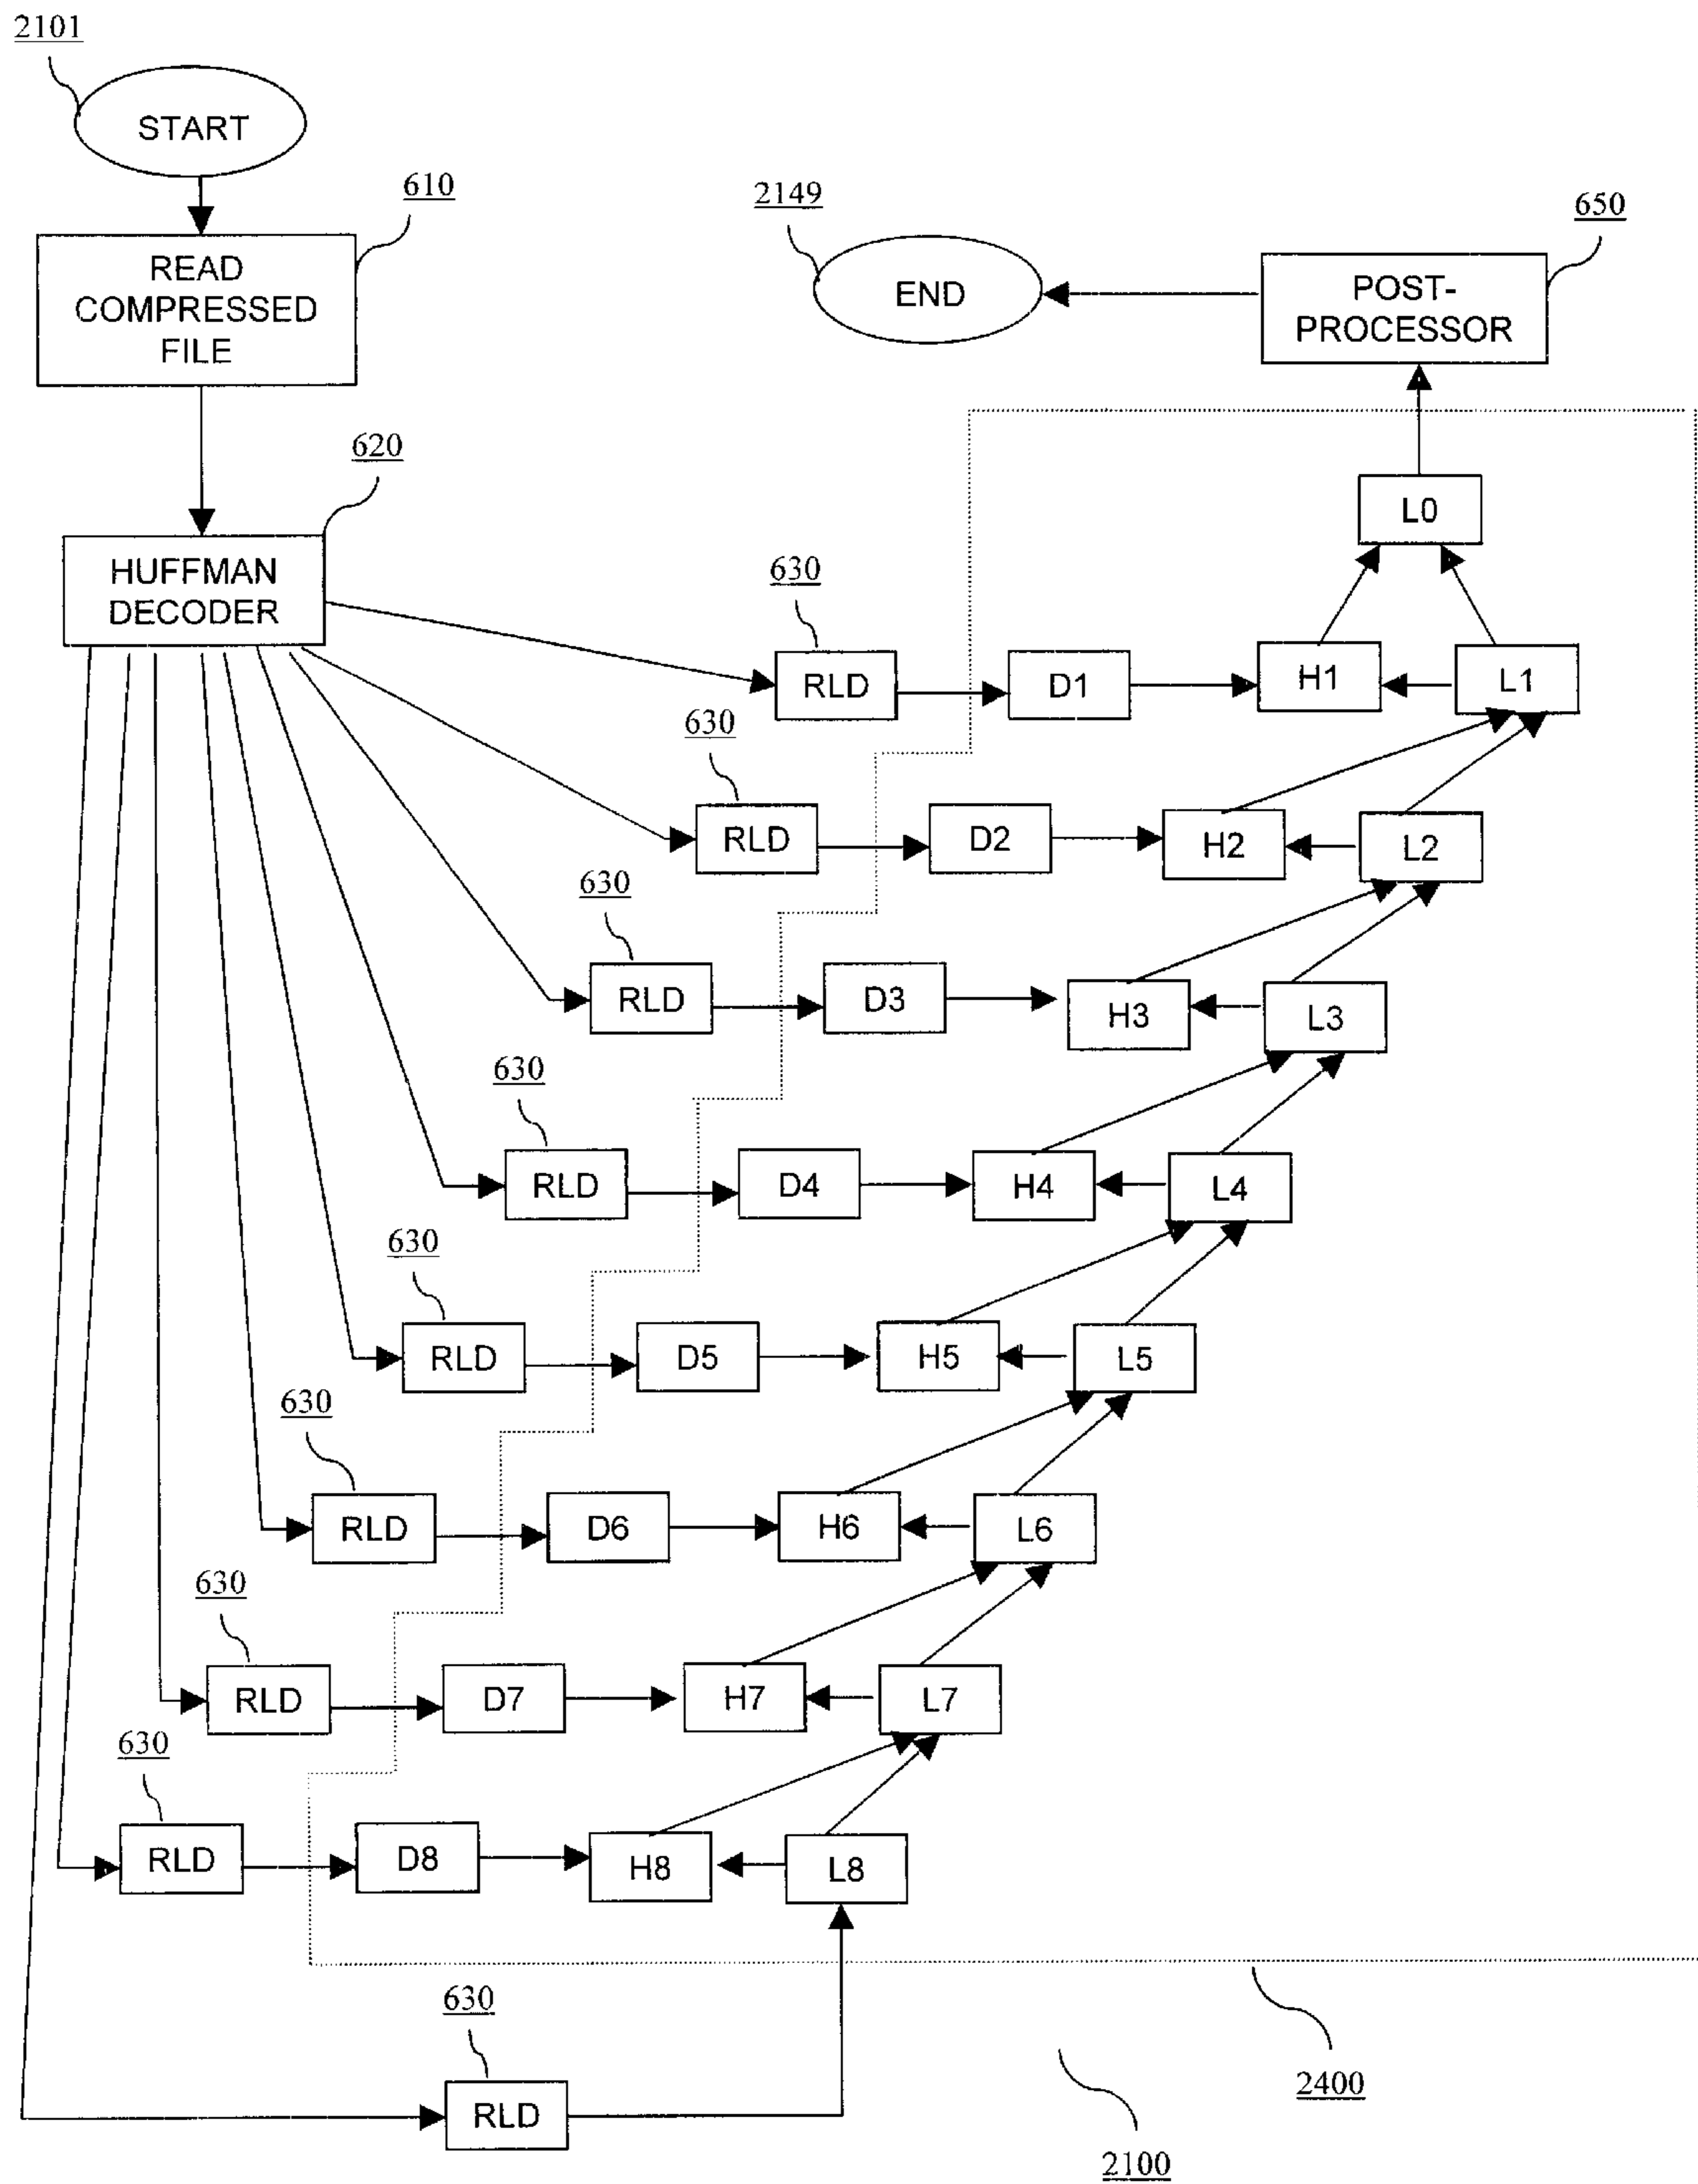 2101
START
610
READ
COMPRESSED
FILE
2149
END
650
POST-
PROCESSOR
620
HUFFMAN
DECODER
L0
630
RLD
D1
H1
L1
630
RLD
D2
H2
L2
630
RLD
D3
H3
L3
630
RLD
D4
H4
L4
630
RLD
D5
H5
L5
630
RLD
D6
H6
L6
630
RLD
D7
H7
L7
630
RLD
D8
H8
L8
630
RLD
2400
2100